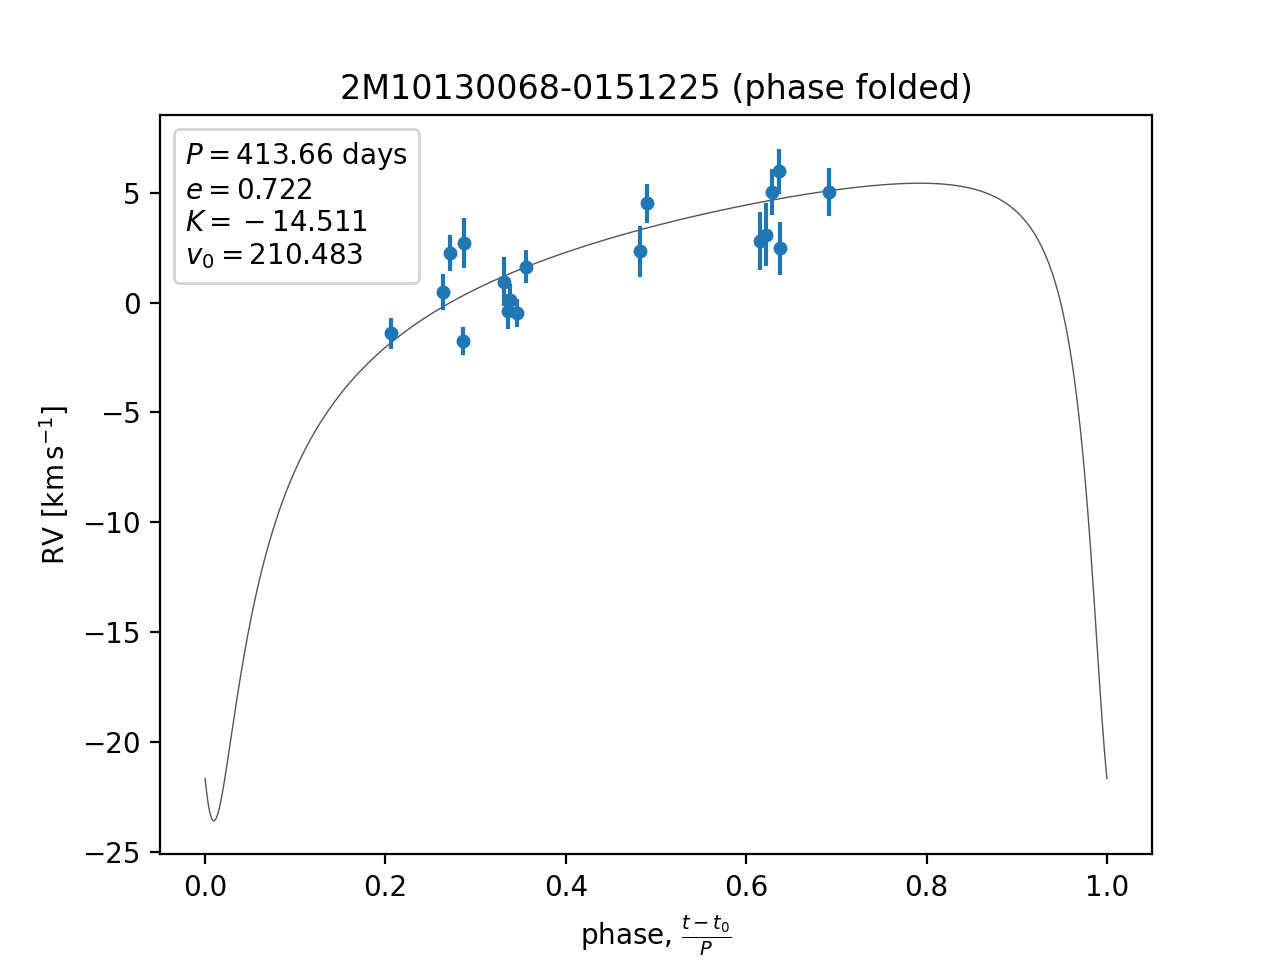 2M10130068-0151225 (phase folded)
P = 413.66 days
e = 0.722
K = −14.511
v₀ = 210.483
5
0
−5
−10
−15
−20
−25
RV [km s⁻¹]
0.0 0.2 0.4 0.6 0.8 1.0
phase, (t − t₀)/P